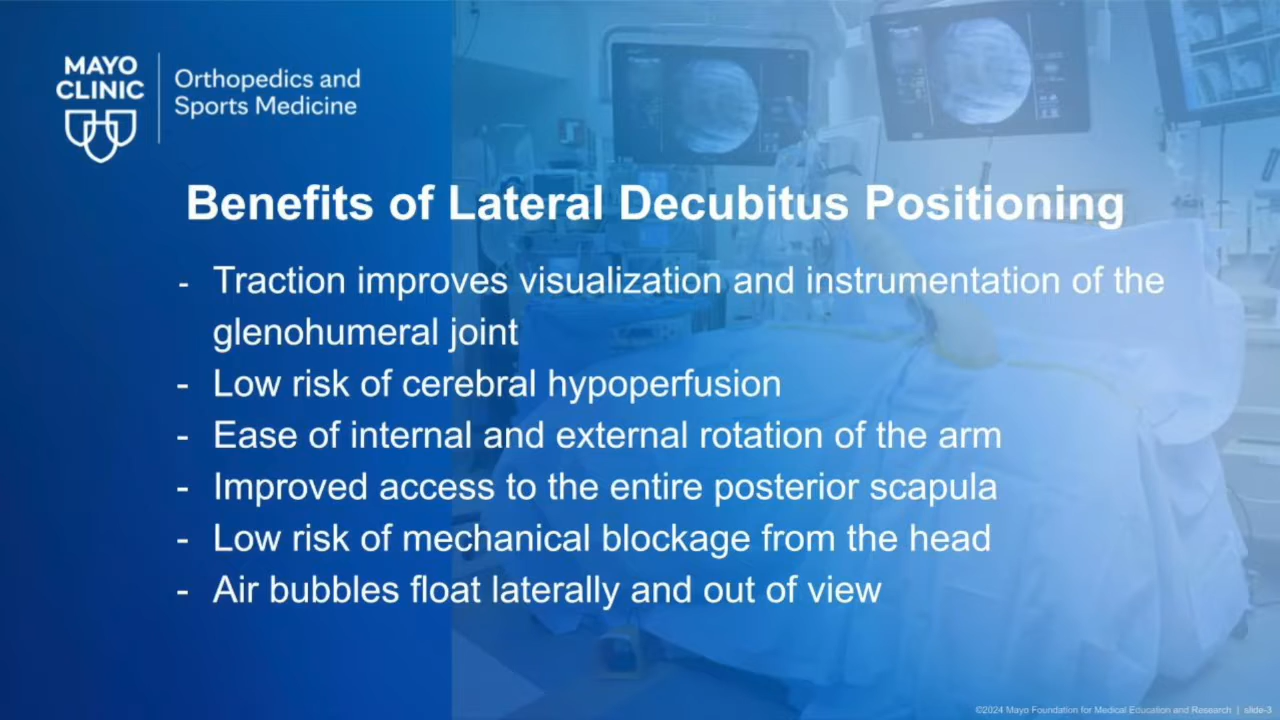 MAYO
CLINIC
Orthopedics and
Sports Medicine
Benefits of Lateral Decubitus Positioning
- Traction improves visualization and instrumentation of the
glenohumeral joint
- Low risk of cerebral hypoperfusion
- Ease of internal and external rotation of the arm
- Improved access to the entire posterior scapula
- Low risk of mechanical blockage from the head
- Air bubbles float laterally and out of view
©2024 Mayo Foundation for Medical Education and Research | slide-3